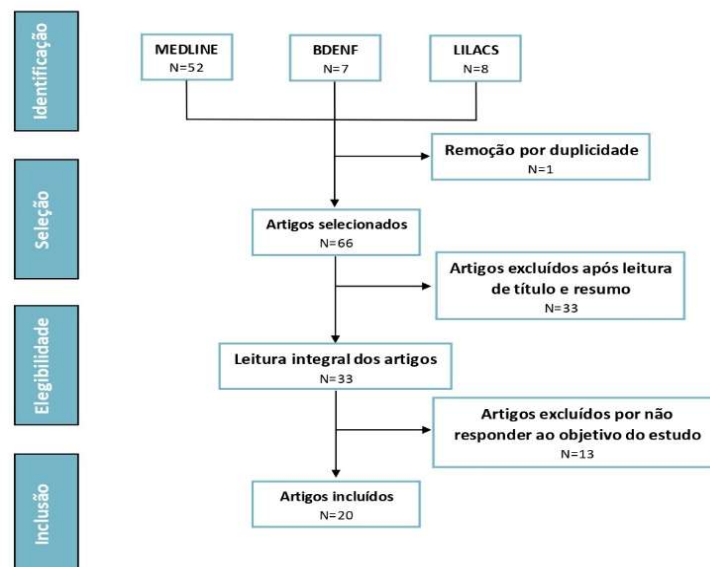 Identificação
MEDLINE
N=52
BDENF
N=7
LILACS
N=8
Remoção por duplicidade
N=1
Seleção
Artigos selecionados
N=66
Artigos excluídos após leitura
de título e resumo
N=33
Elegibilidade
Leitura integral dos artigos
N=33
Artigos excluídos por não
responder ao objetivo do estudo
N=13
Inclusão
Artigos incluídos
N=20